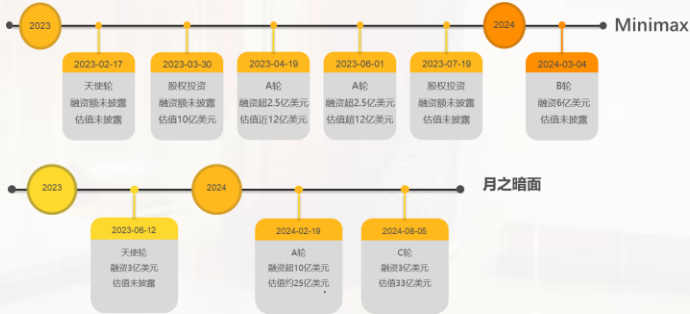 2023
2024
Minimax
2023-02-17
天使轮
融资额未披露
估值未披露
2023-03-30
股权投资
融资额未披露
估值10亿美元
2023-04-19
A轮
融资超2.5亿美元
估值近12亿美元
2023-06-01
A轮
融资超2.5亿美元
估值超12亿美元
2023-07-19
股权投资
融资额未披露
估值未披露
2024-03-04
B轮
融资6亿美元
估值未披露
2023
2024
月之暗面
2023-06-12
天使轮
融资3亿美元
估值未披露
2024-02-19
A轮
融资超10亿美元
估值约25亿美元
2024-08-05
C轮
融资3亿美元
估值33亿美元